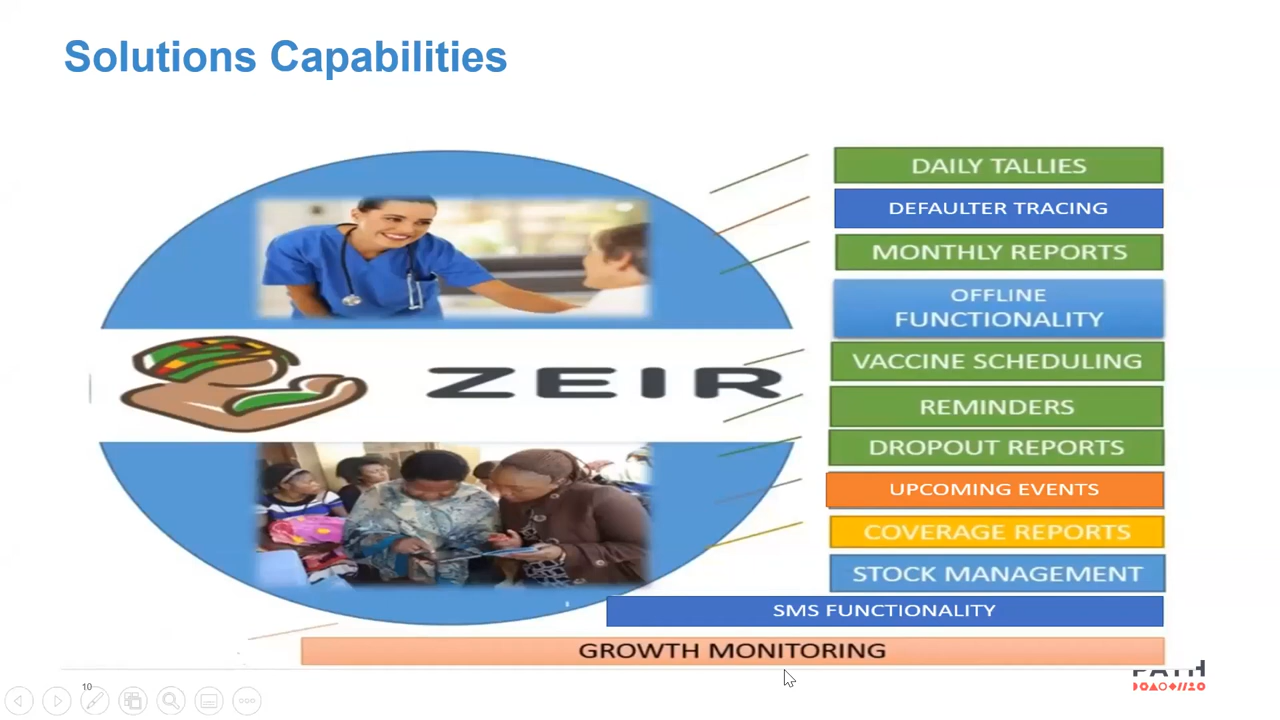 Solutions Capabilities
DAILY TALLIES
DEFAULTER TRACING
MONTHLY REPORTS
OFFLINE
FUNCTIONALITY
ZEIR
VACCINE SCHEDULING
REMINDERS
DROPOUT REPORTS
UPCOMING EVENTS
COVERAGE REPORTS
STOCK MANAGEMENT
SMS FUNCTIONALITY
GROWTH MONITORING
PATH
10